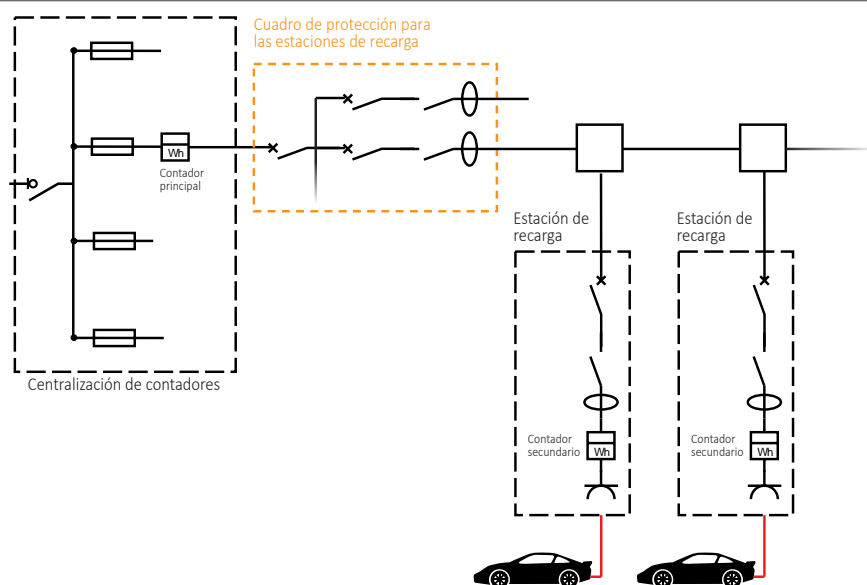 Cuadro de protección para
las estaciones de recarga
Wh
Contador
principal
Estación de
recarga
Estación de
recarga
Centralización de contadores
Contador
secundario
Wh
Contador
secundario
Wh